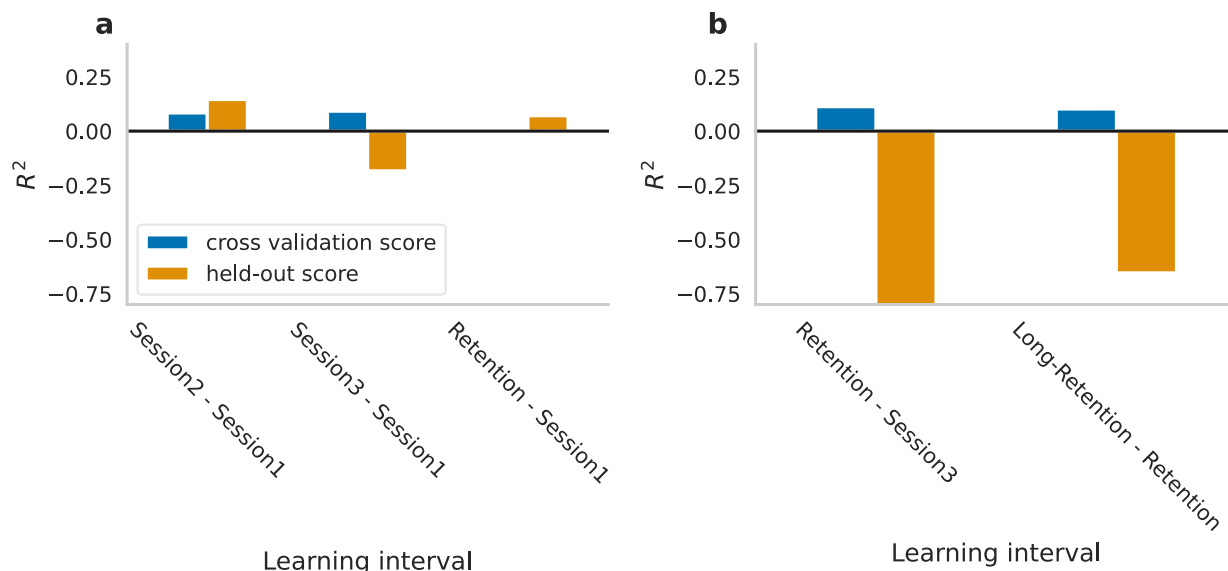 a
0.25
0.00
−0.25
−0.50
−0.75
R²
cross validation score
held-out score
Session2 - Session1
Session3 - Session1
Retention - Session1
Learning interval
b
0.25
0.00
−0.25
−0.50
−0.75
R²
Retention - Session3
Long-Retention - Retention
Learning interval